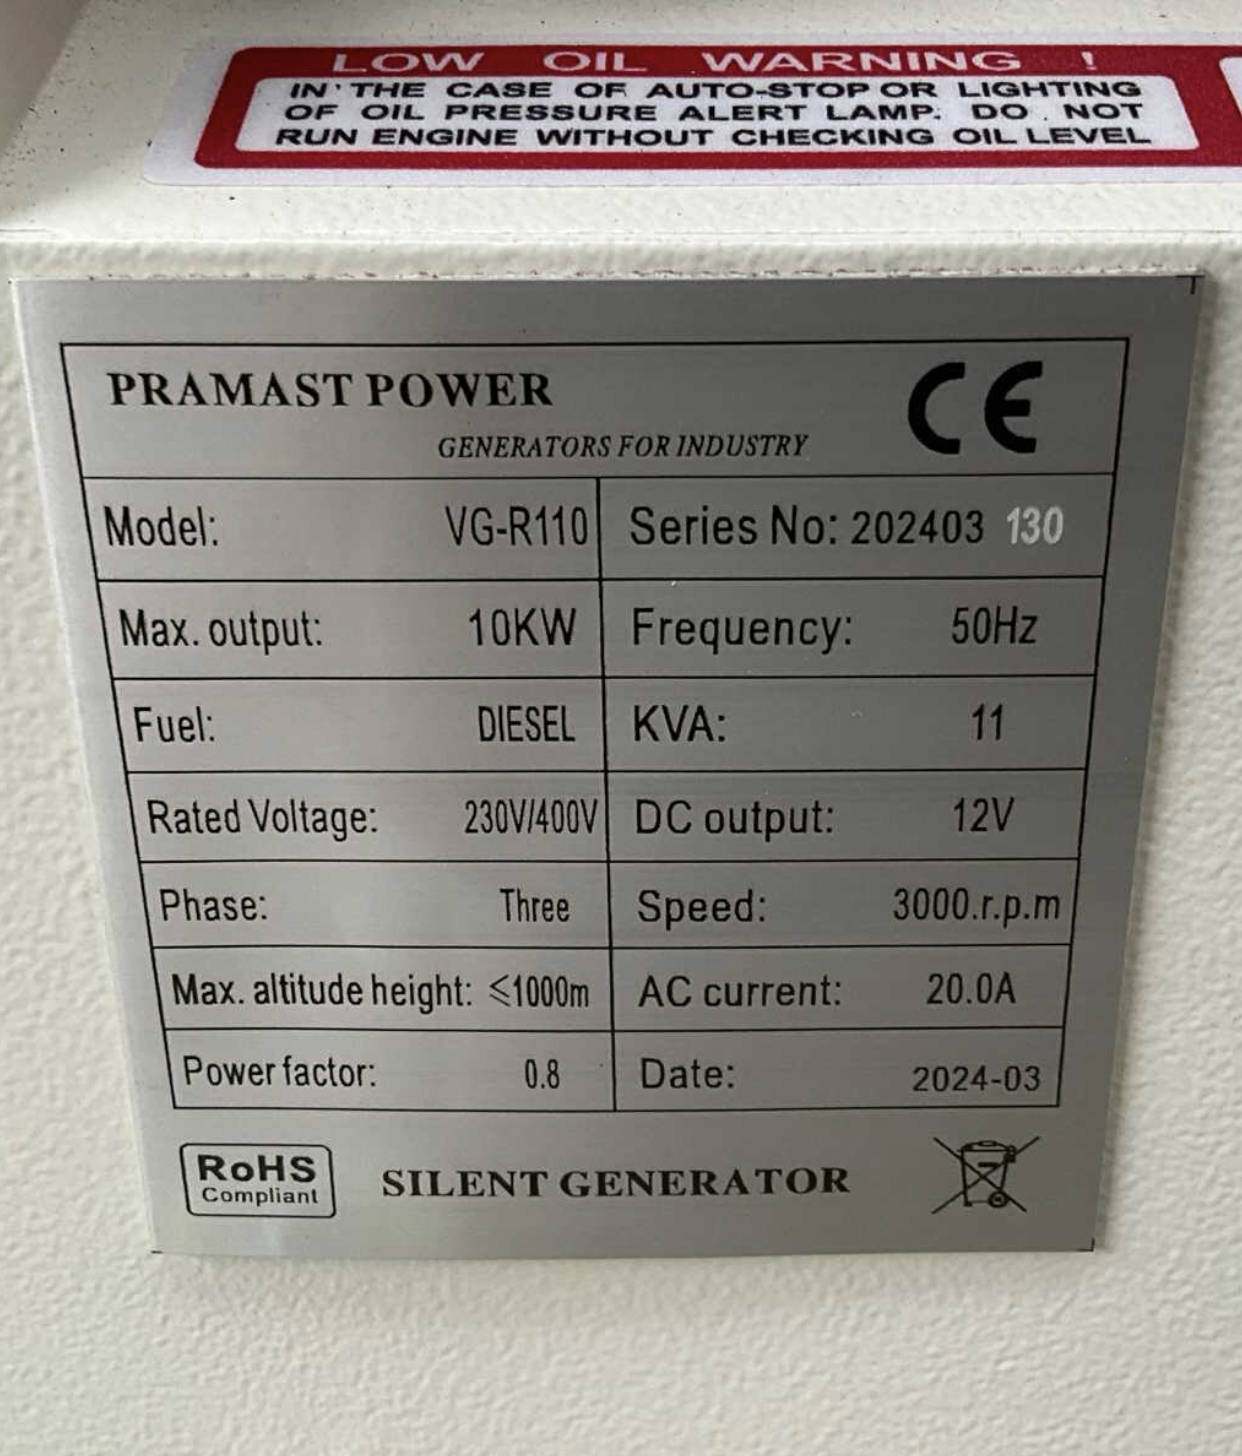 LOW OIL WARNING !
IN THE CASE OF AUTO-STOP OR LIGHTING
OF OIL PRESSURE ALERT LAMP. DO NOT
RUN ENGINE WITHOUT CHECKING OIL LEVEL
PRAMAST POWER
CE
GENERATORS FOR INDUSTRY
Model: VG-R110 Series No: 202403 130
Max. output: 10KW Frequency: 50Hz
Fuel: DIESEL KVA: 11
Rated Voltage: 230V/400V DC output: 12V
Phase: Three Speed: 3000.r.p.m
Max. altitude height: ≤1000m AC current: 20.0A
Power factor: 0.8 Date: 2024-03
RoHS
Compliant
SILENT GENERATOR